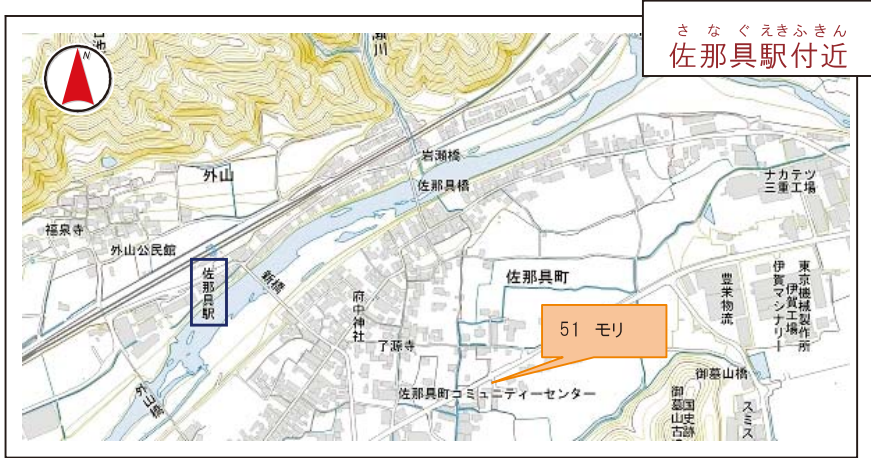 さなぐえきふきん
佐那具駅付近
N
岩瀬橋
佐那具橋
外山
福泉寺
外山公民館
佐那具駅
新橋
外山橋
府中神社
了源寺
佐那具町
51 モリ
佐那具町コミュニティーセンター
ナカテツ
三重工場
豊栄物流
東京機械製作所
伊賀工場
伊賀マシナリー
御墓山橋
国史跡
御墓山古
スミス